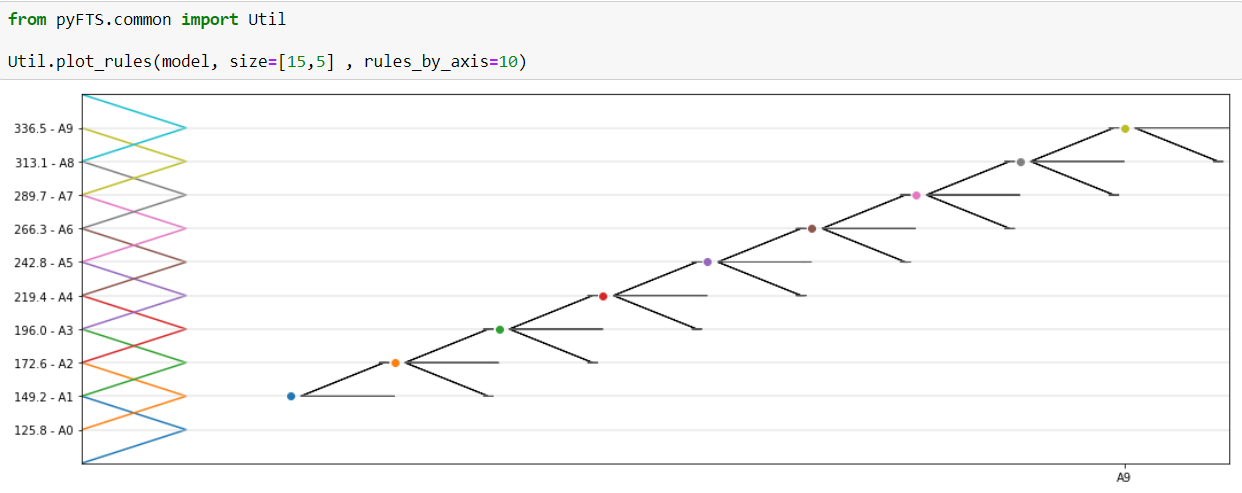 from pyFTS.common import Util
Util.plot_rules(model, size=[15,5] , rules_by_axis=10)
336.5 - A9
313.1 - A8
289.7 - A7
266.3 - A6
242.8 - A5
219.4 - A4
196.0 - A3
172.6 - A2
149.2 - A1
125.8 - A0
A9